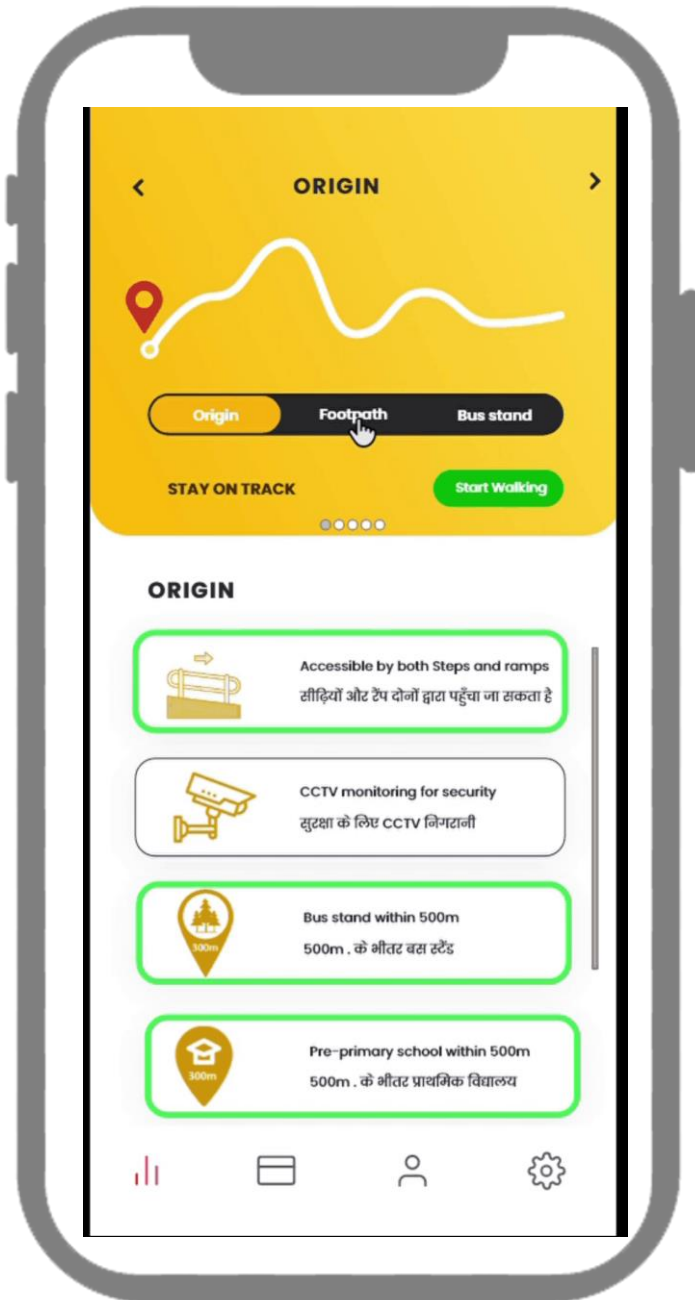 ORIGIN
Origin Footpath Bus stand
STAY ON TRACK Start Walking
ORIGIN
Accessible by both Steps and ramps
सीढ़ियों और रैंप दोनों द्वारा पहुँचा जा सकता है
CCTV monitoring for security
सुरक्षा के लिए CCTV निगरानी
300m
Bus stand within 500m
500m . के भीतर बस स्टैंड
300m
Pre-primary school within 500m
500m . के भीतर प्राथमिक विद्यालय